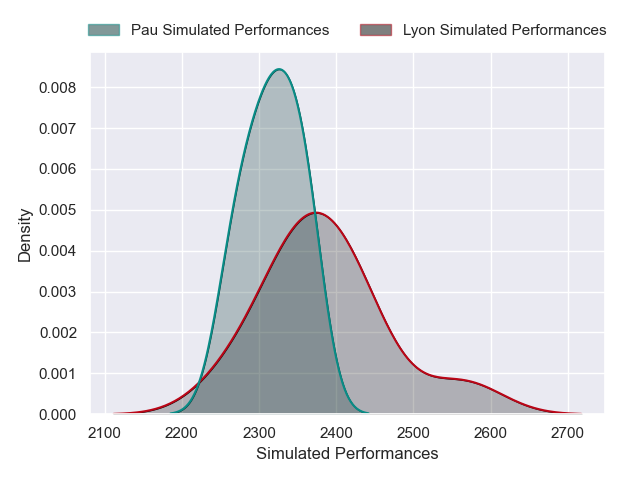 Pau Simulated Performances Lyon Simulated Performances
0.008
0.007
0.006
0.005
0.004
0.003
0.002
0.001
0.000
Density
2100 2200 2300 2400 2500 2600 2700
Simulated Performances